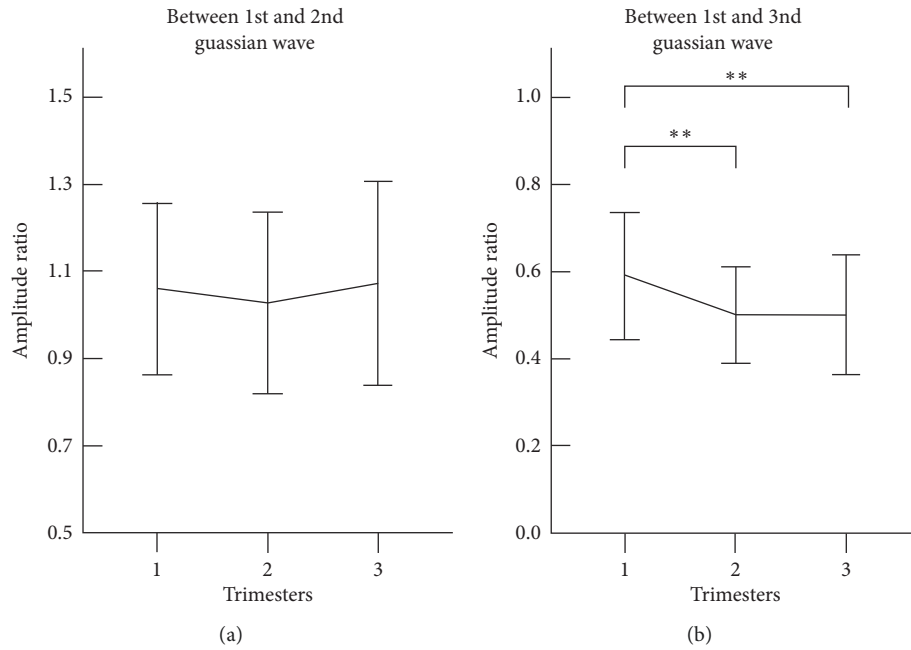 Between 1st and 2nd
guassian wave
1.5
1.3
1.1
0.9
0.7
0.5
Amplitude ratio
1
2
3
Trimesters
(a)
Between 1st and 3rd
guassian wave
1.0
0.8
0.6
0.4
0.2
0.0
Amplitude ratio
**
**
1
2
3
Trimesters
(b)